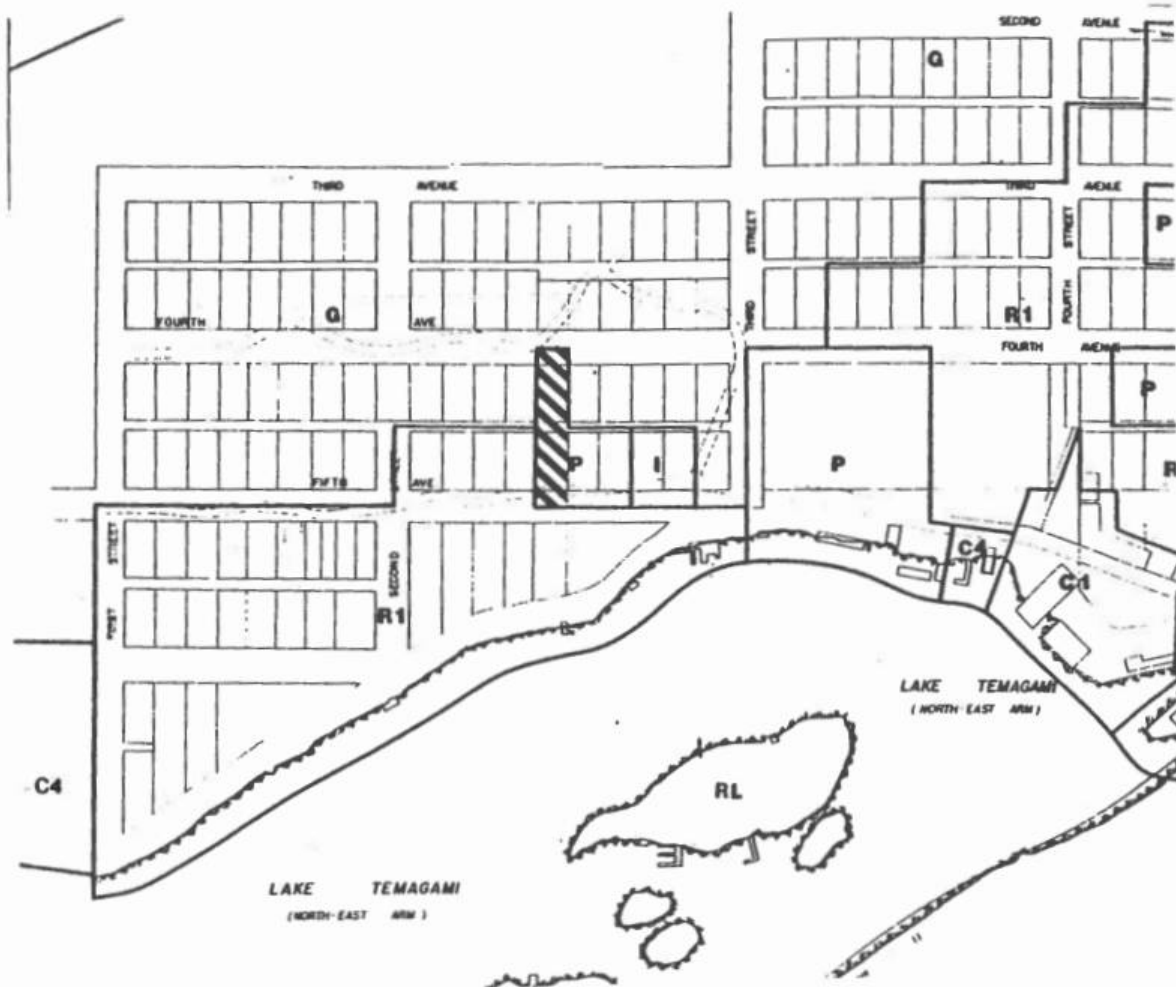 SECOND AVENUE
G
THIRD AVENUE
THIRD AVENUE
P
STREET
STREET
G
R1
FOURTH AVE
THIRD
FOURTH
FOURTH AVENUE
P
P
I
P
R
FIFTH AVE
STREET
SECOND
C4
C1
FIRST
R1
LAKE TEMAGAMI
(NORTH-EAST ARM)
C4
RL
LAKE TEMAGAMI
(NORTH-EAST ARM)